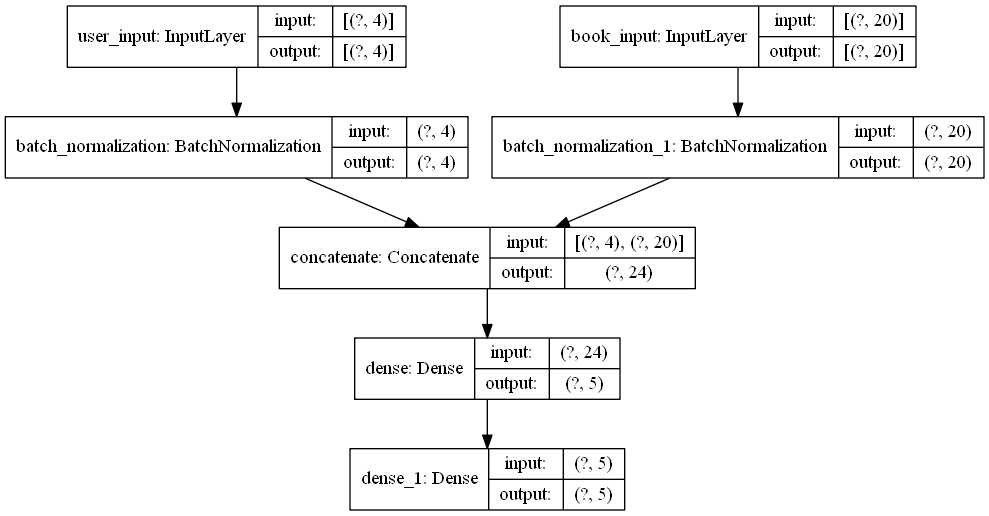 user_input: InputLayer
input: [(?, 4)]
output: [(?, 4)]
book_input: InputLayer
input: [(?, 20)]
output: [(?, 20)]
batch_normalization: BatchNormalization
input: (?, 4)
output: (?, 4)
batch_normalization_1: BatchNormalization
input: (?, 20)
output: (?, 20)
concatenate: Concatenate
input: [(?, 4), (?, 20)]
output: (?, 24)
dense: Dense
input: (?, 24)
output: (?, 5)
dense_1: Dense
input: (?, 5)
output: (?, 5)